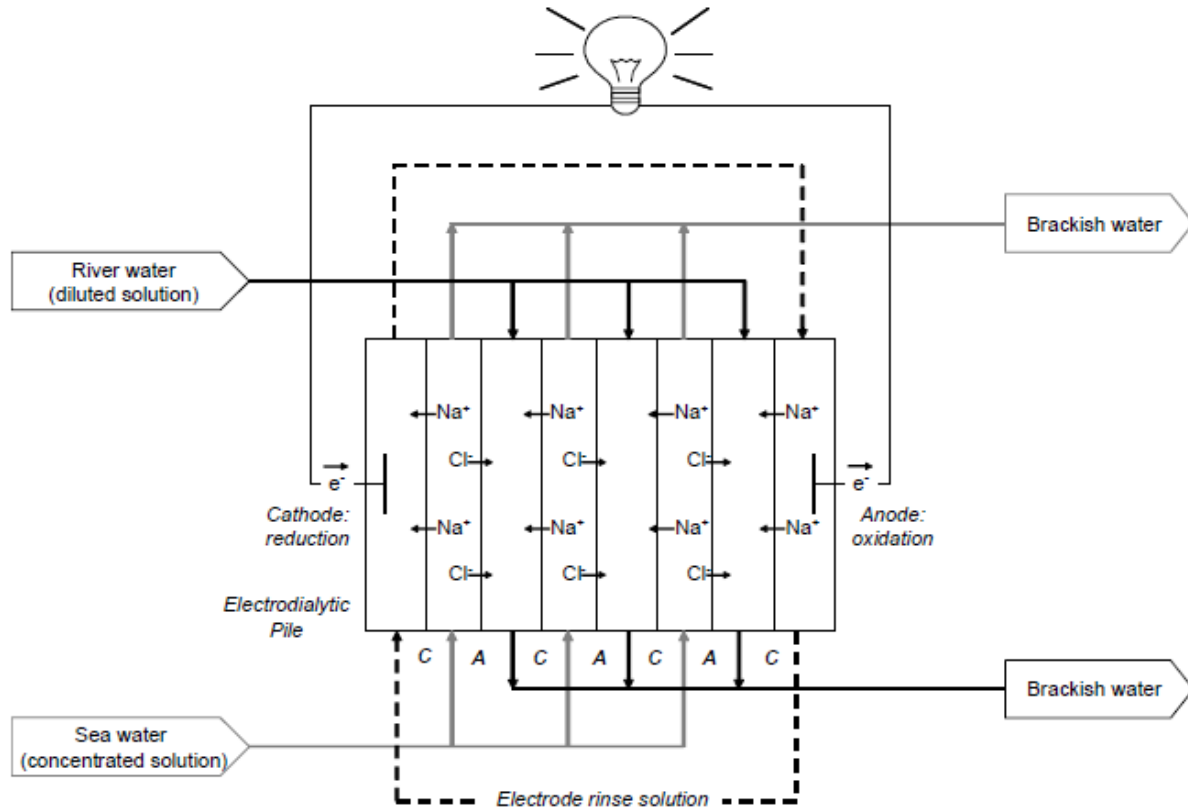 Brackish water
River water
(diluted solution)
Na+ Na+ Na+ Na+
Cl- Cl- Cl-
e- e-
Cathode:
reduction
Na+ Na+ Na+ Na+
Anode:
oxidation
Cl- Cl- Cl-
Electrodialytic
Pile
C A C A C A C
Brackish water
Sea water
(concentrated solution)
Electrode rinse solution